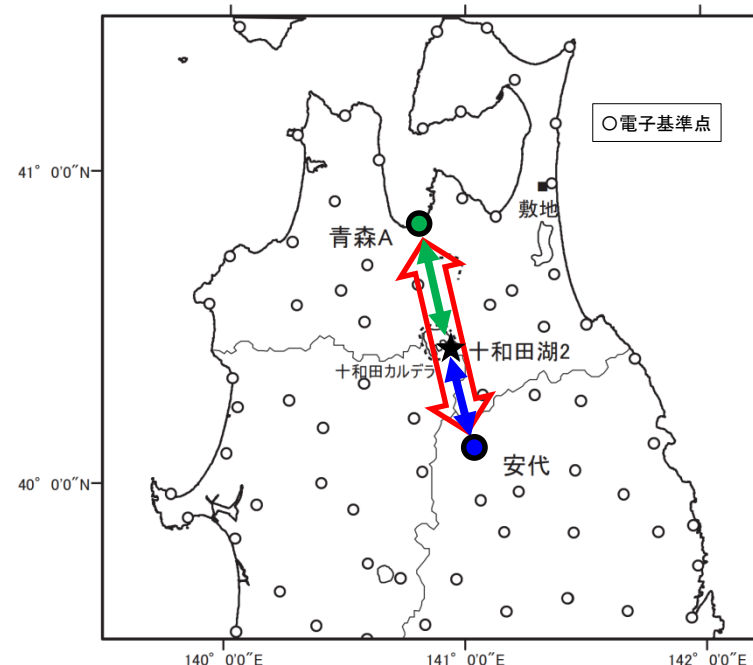 ○電子基準点
41° 0'0"N
敷地
青森A
十和田湖2
十和田カルデラ
安代
40° 0'0"N
140° 0'0"E
141° 0'0"E
142° 0'0"E